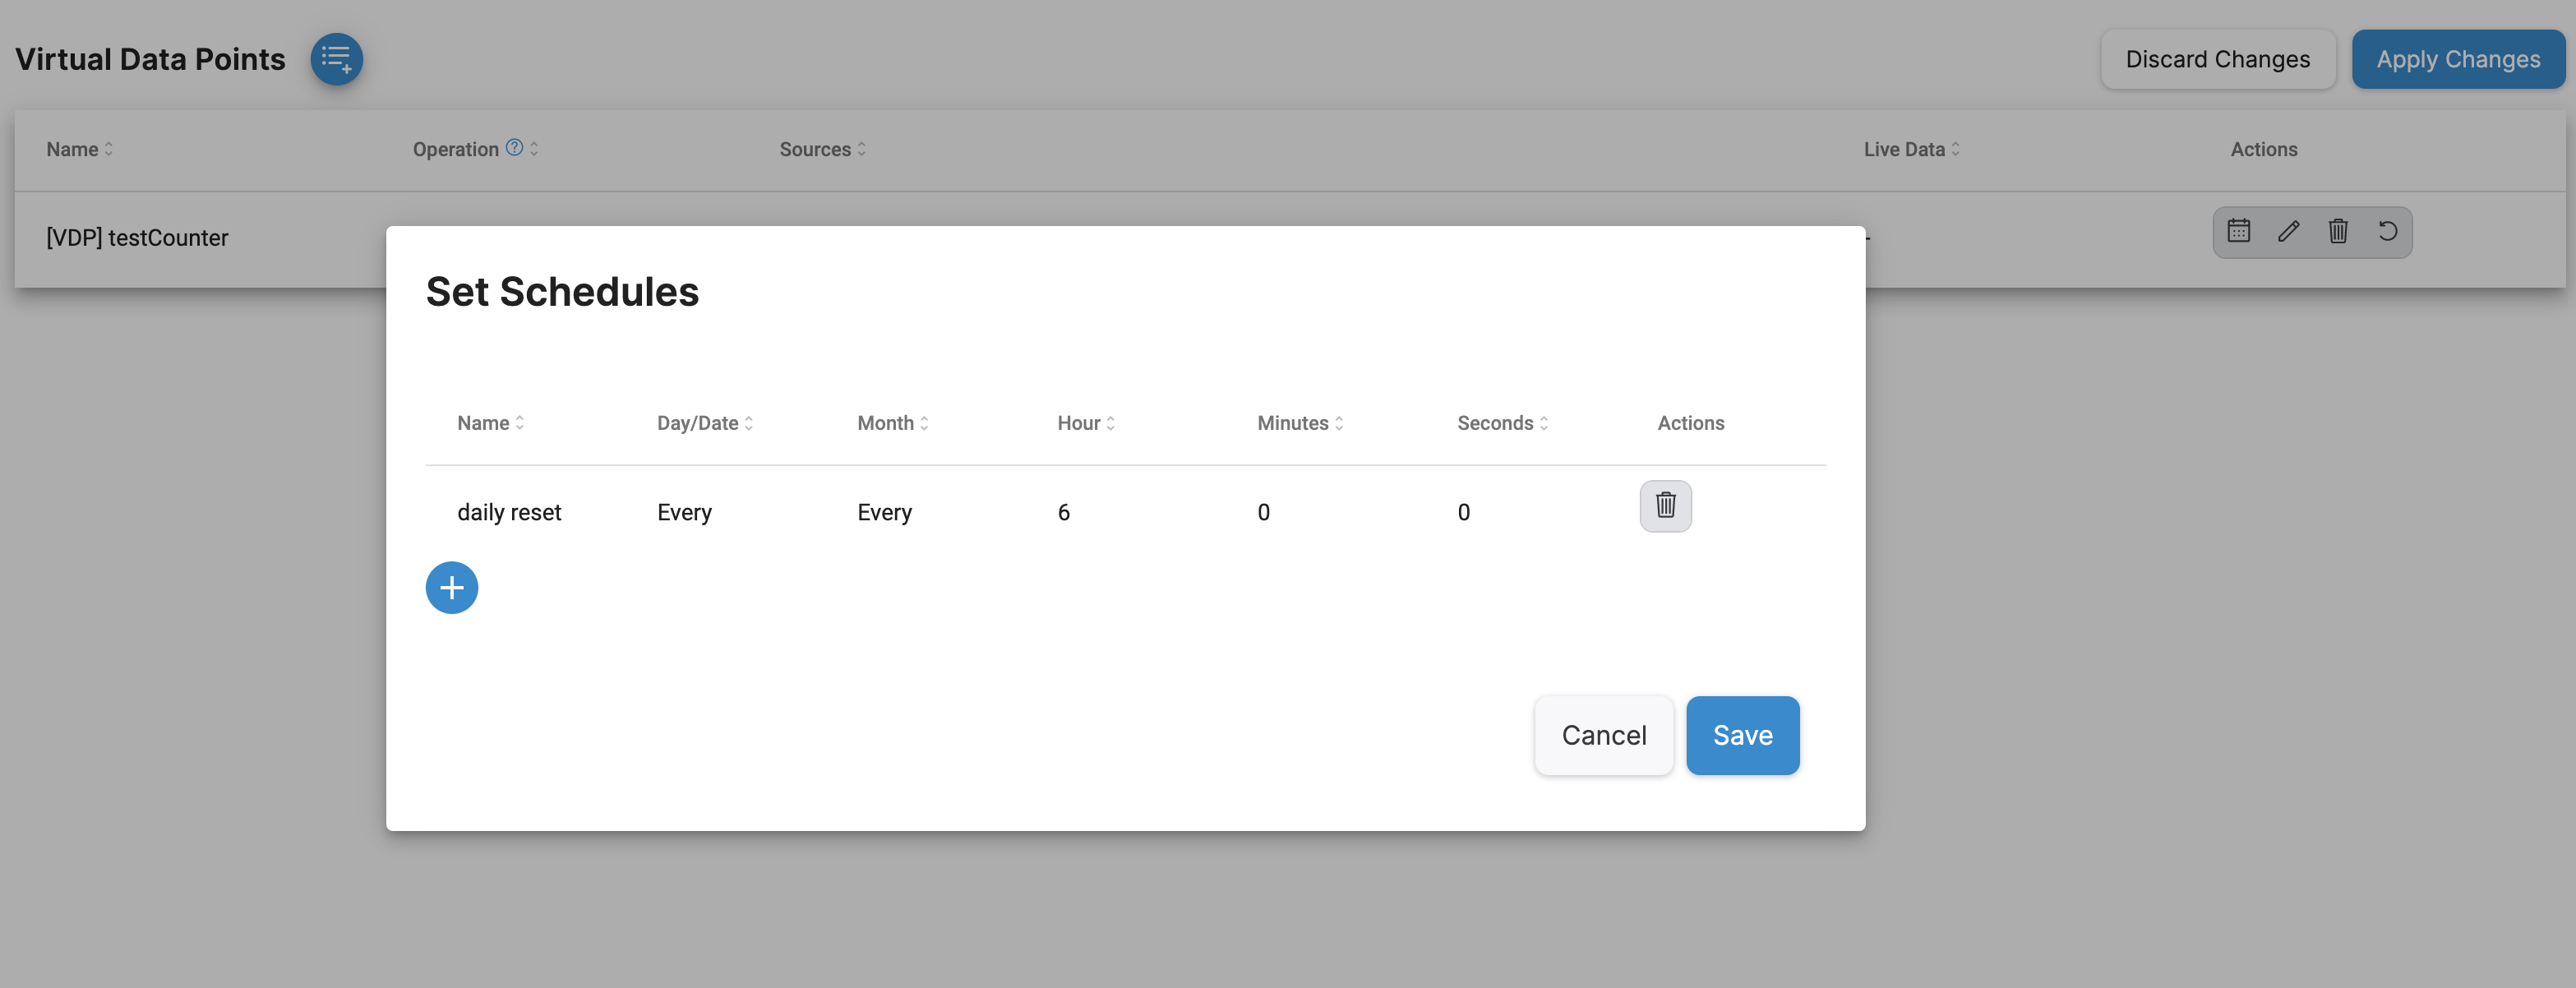 Virtual Data Points
Discard Changes
Apply Changes
Name
Operation
Sources
Live Data
Actions
[VDP] testCounter
-
Set Schedules
Name
Day/Date
Month
Hour
Minutes
Seconds
Actions
daily reset
Every
Every
6
0
0
Cancel
Save